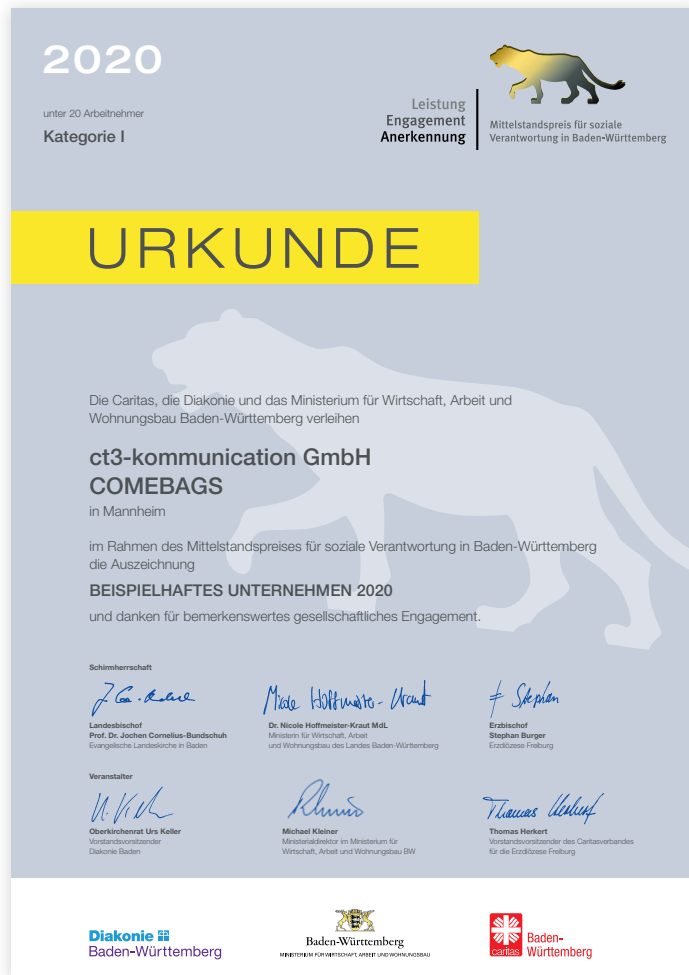 2020
unter 20 Arbeitnehmer
Kategorie I
Leistung
Engagement
Anerkennung
Mittelstandspreis für soziale
Verantwortung in Baden-Württemberg
URKUNDE
Die Caritas, die Diakonie und das Ministerium für Wirtschaft, Arbeit und
Wohnungsbau Baden-Württemberg verleihen
ct3-kommunication GmbH
COMEBAGS
in Mannheim
im Rahmen des Mittelstandspreises für soziale Verantwortung in Baden-Württemberg
die Auszeichnung
BEISPIELHAFTES UNTERNEHMEN 2020
und danken für bemerkenswertes gesellschaftliches Engagement.
Schirmherrschaft
Landesbischof
Prof. Dr. Jochen Cornelius-Bundschuh
Evangelische Landeskirche in Baden
Nicole Hoffmeister-Kraut
Dr. Nicole Hoffmeister-Kraut MdL
Ministerin für Wirtschaft, Arbeit
und Wohnungsbau des Landes Baden-Württemberg
Stephan
Erzbischof
Stephan Burger
Erzdiözese Freiburg
Veranstalter
Oberkirchenrat Urs Keller
Vorstandsvorsitzender
Diakonie Baden
Michael Kleiner
Ministerialdirektor im Ministerium für
Wirtschaft, Arbeit und Wohnungsbau BW
Thomas Herkert
Thomas Herkert
Vorstandsvorsitzender des Caritasverbandes
für die Erzdiözese Freiburg
Diakonie
Baden-Württemberg
Baden-Württemberg
MINISTERIUM FÜR WIRTSCHAFT, ARBEIT UND WOHNUNGSBAU
caritas
Baden-
Württemberg